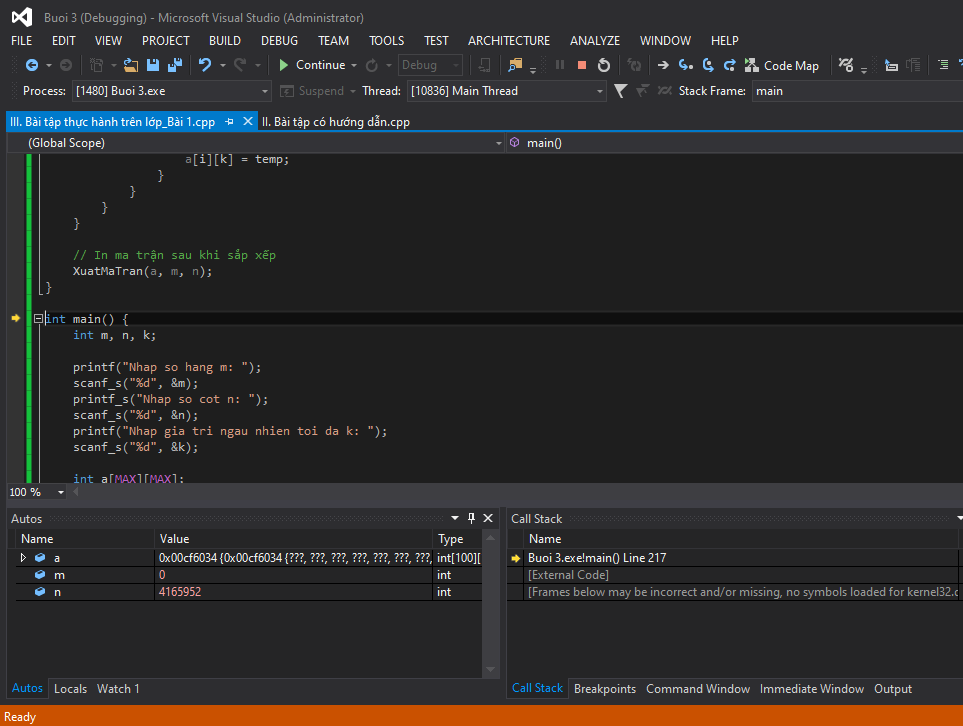 Buoi 3 (Debugging) - Microsoft Visual Studio (Administrator)
FILE EDIT VIEW PROJECT BUILD DEBUG TEAM TOOLS TEST ARCHITECTURE ANALYZE WINDOW HELP
Continue Debug Code Map
Process: [1480] Buoi 3.exe Suspend Thread: [10836] Main Thread Stack Frame: main
III. Bài tập thực hành trên lớp_Bài 1.cpp II. Bài tập có hướng dẫn.cpp
(Global Scope) main()
a[i][k] = temp;
}
}
}
}
// In ma trận sau khi sắp xếp
XuatMaTran(a, m, n);
}
int main() {
int m, n, k;
printf("Nhap so hang m: ");
scanf_s("%d", &m);
printf_s("Nhap so cot n: ");
scanf_s("%d", &n);
printf("Nhap gia tri ngau nhien toi da k: ");
scanf_s("%d", &k);
int a[MAX][MAX];
100 %
Autos
Name Value Type
a 0x00cf6034 {0x00cf6034 {???, ???, ???, ???, ???, ???, ???, int[100][
m 0 int
n 4165952 int
Autos Locals Watch 1
Call Stack
Name
Buoi 3.exe!main() Line 217
[External Code]
[Frames below may be incorrect and/or missing, no symbols loaded for kernel32.d
Call Stack Breakpoints Command Window Immediate Window Output
Ready